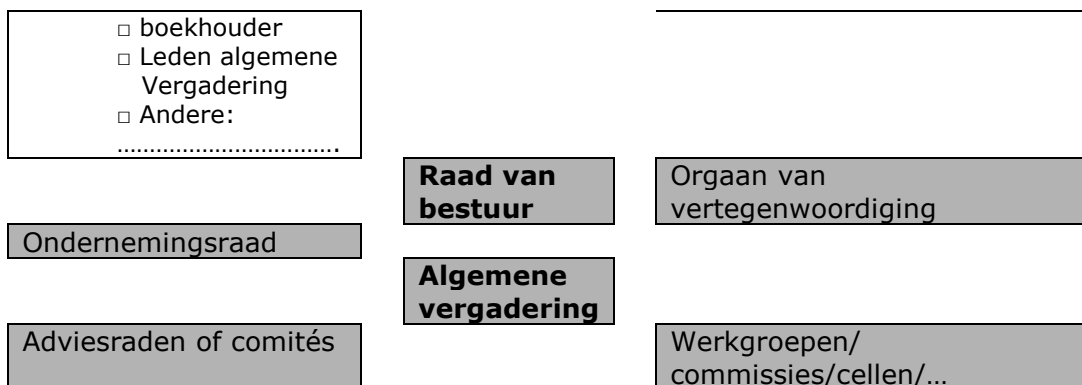 □ boekhouder
□ Leden algemene
Vergadering
□ Andere:
…………………………….
Raad van
bestuur
Orgaan van
vertegenwoordiging
Ondernemingsraad
Algemene
vergadering
Adviesraden of comités
Werkgroepen/
commissies/cellen/…